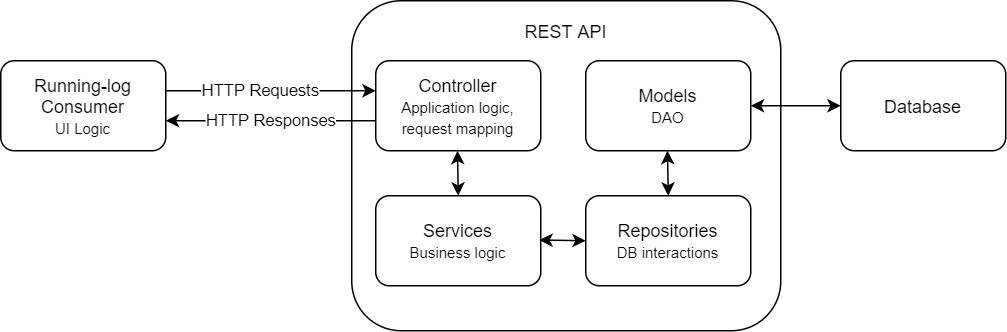 REST API
Running-log
Consumer
UI Logic
HTTP Requests
HTTP Responses
Controller
Application logic,
request mapping
Models
DAO
Database
Services
Business logic
Repositories
DB interactions